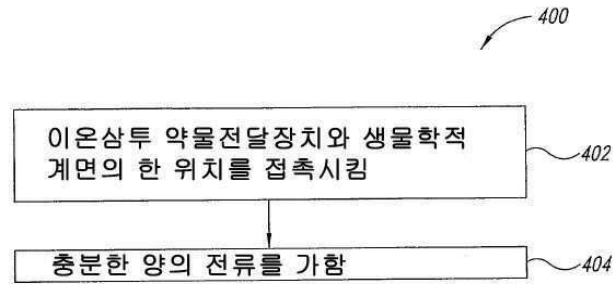 400
이온삼투 약물전달장치와 생물학적
계면의 한 위치를 접촉시킴
402
충분한 양의 전류를 가함
404